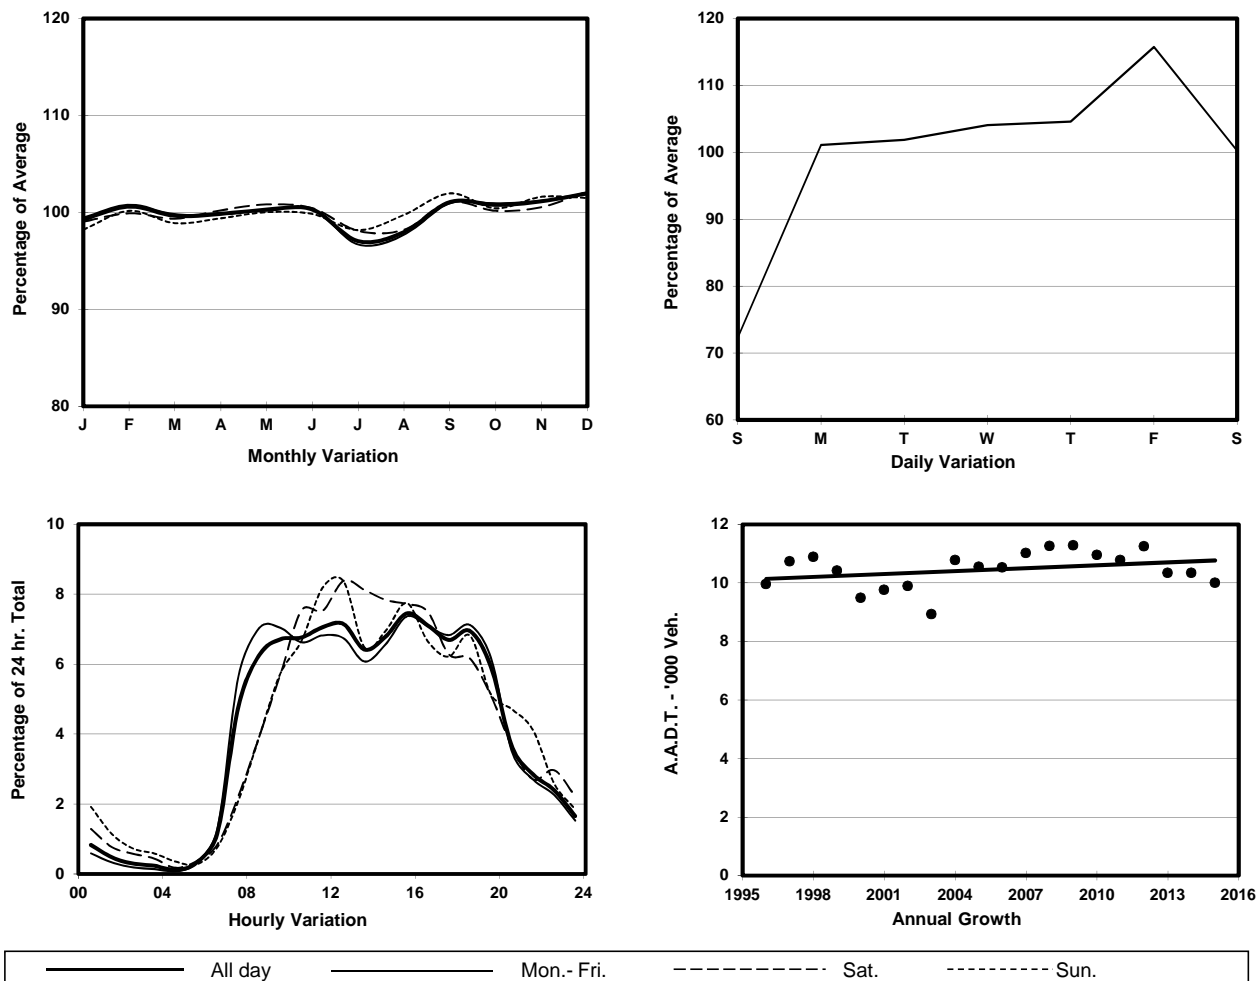 120
110
100
90
80
Percentage of Average
J F M A M J J A S O N D
Monthly Variation
120
110
100
90
80
70
60
Percentage of Average
S M T W T F S
Daily Variation
10
8
6
4
2
0
Percentage of 24 hr. Total
00 04 08 12 16 20 24
Hourly Variation
12
10
8
6
4
2
0
A.A.D.T. - '000 Veh.
1995 1998 2001 2004 2007 2010 2013 2016
Annual Growth
All day Mon.- Fri. Sat. Sun.